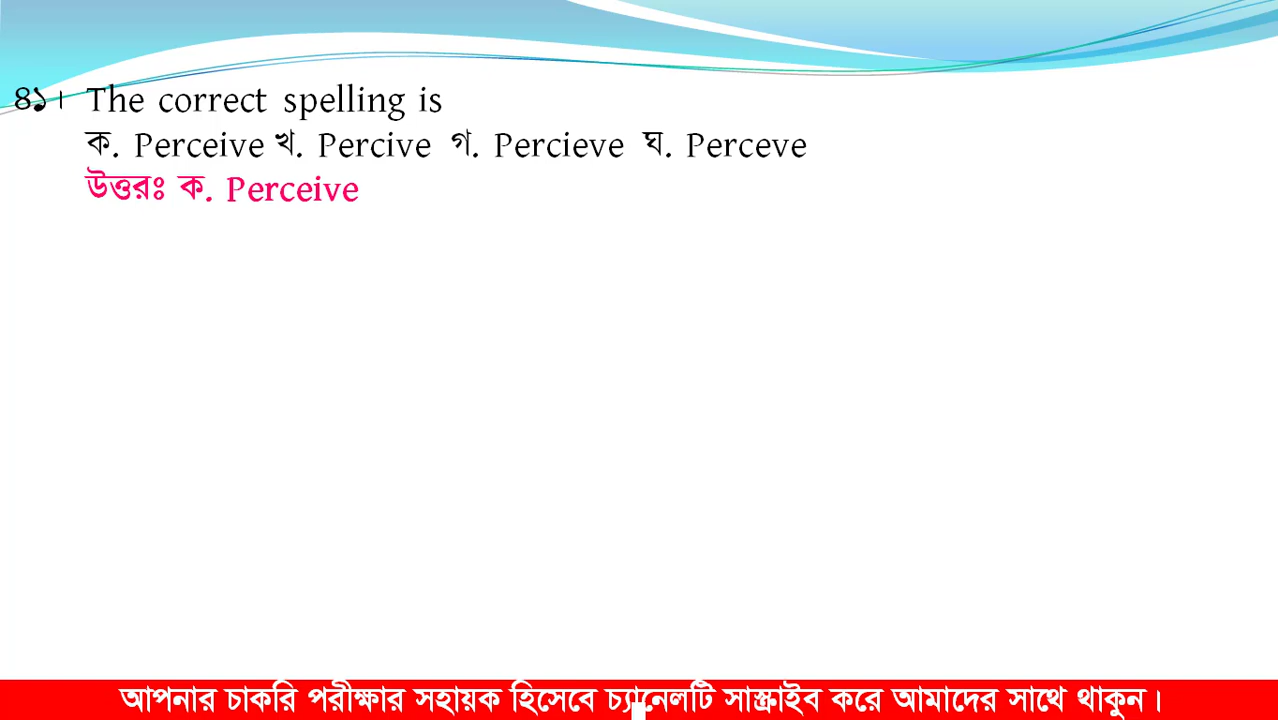 ৪১। The correct spelling is
ক. Perceive খ. Percive গ. Percieve ঘ. Perceve
উত্তরঃ ক. Perceive
আপনার চাকরি পরীক্ষার সহায়ক হিসেবে চ্যানেলটি সাস্ক্রাইব করে আমাদের সাথে থাকুন।